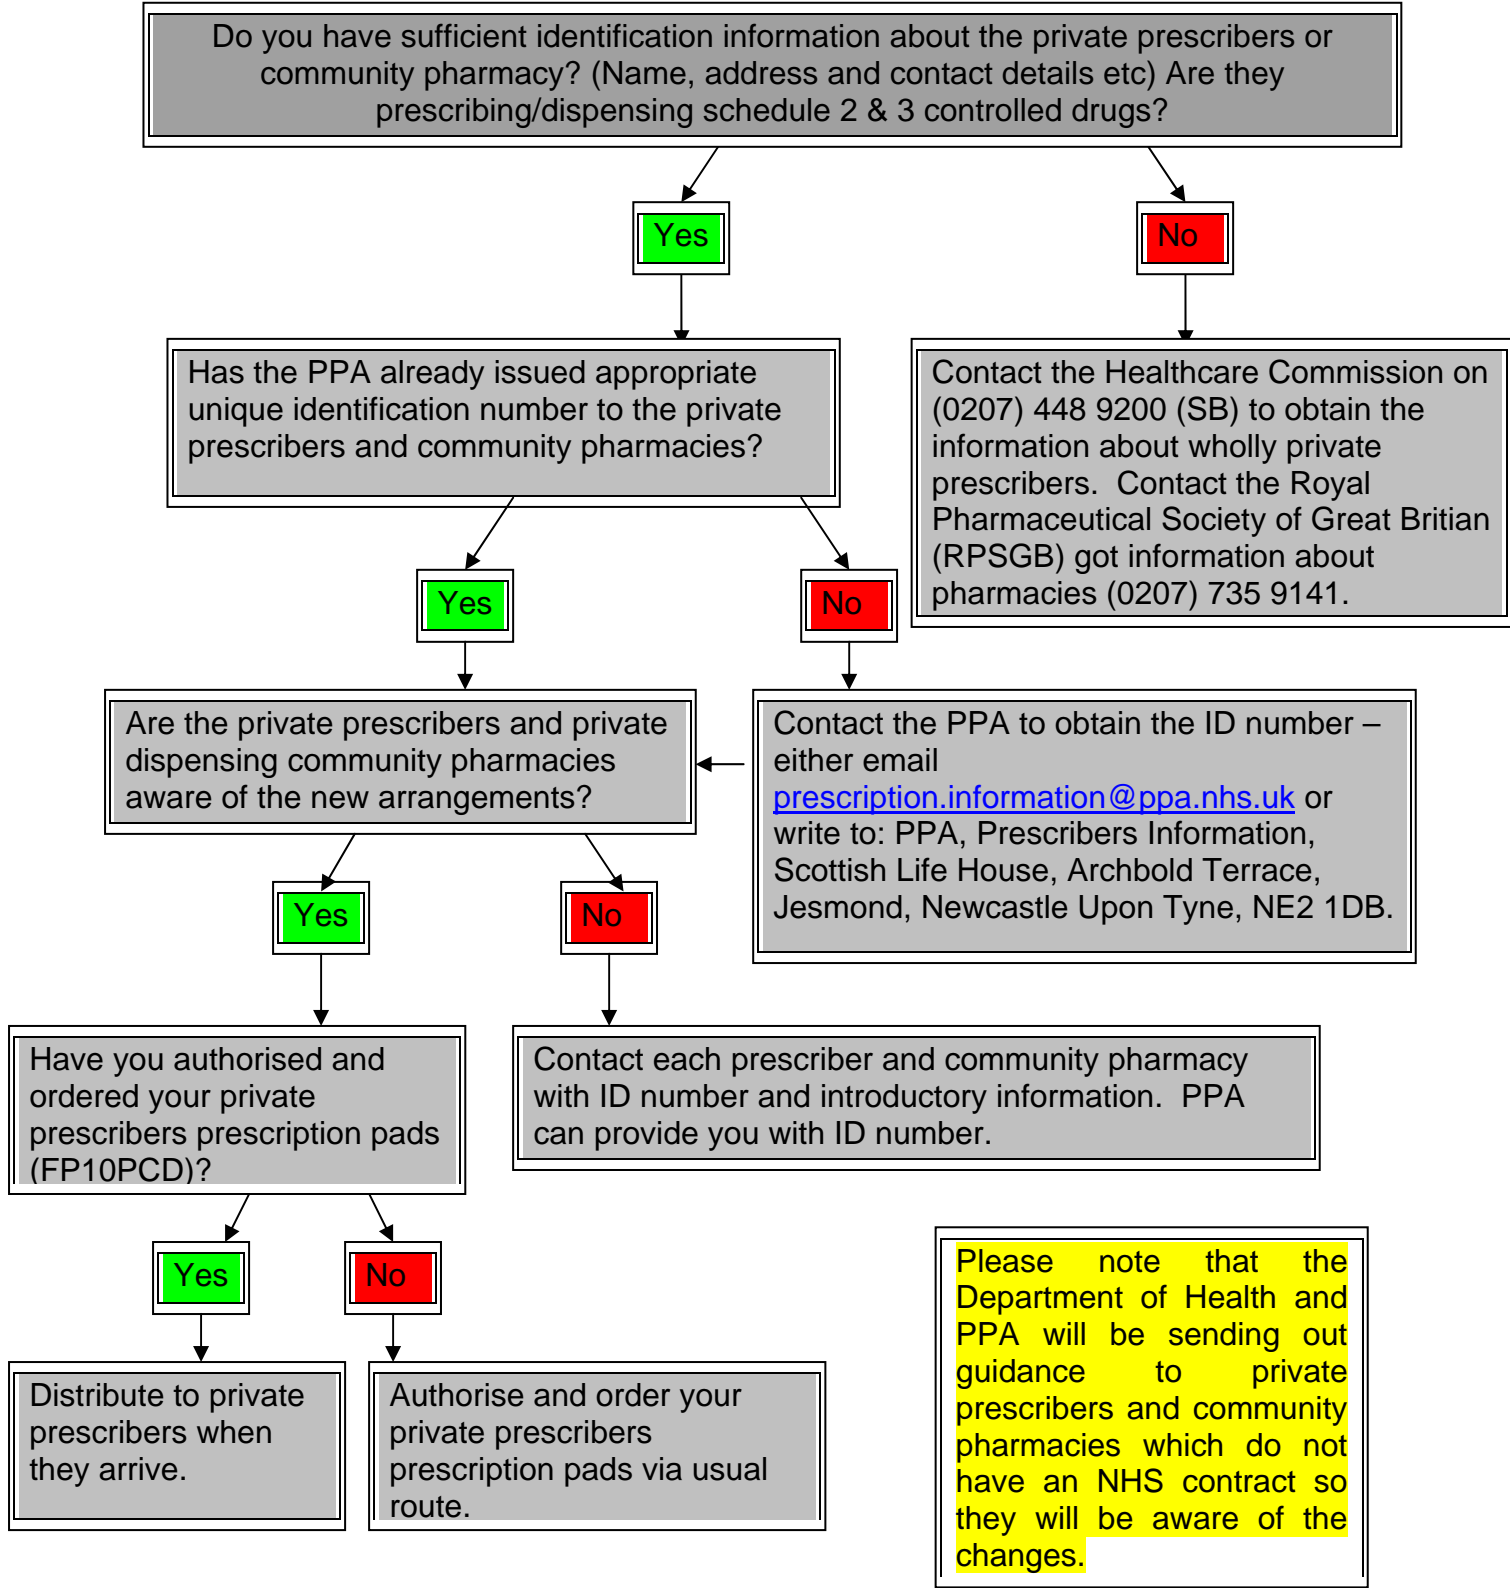 Do you have sufficient identification information about the private prescribers or
community pharmacy? (Name, address and contact details etc) Are they
prescribing/dispensing schedule 2 & 3 controlled drugs?
Yes
No
Has the PPA already issued appropriate
unique identification number to the private
prescribers and community pharmacies?
Contact the Healthcare Commission on
(0207) 448 9200 (SB) to obtain the
information about wholly private
prescribers. Contact the Royal
Pharmaceutical Society of Great Britian
(RPSGB) got information about
pharmacies (0207) 735 9141.
Yes
No
Are the private prescribers and private
dispensing community pharmacies
aware of the new arrangements?
Contact the PPA to obtain the ID number –
either email
prescription.information@ppa.nhs.uk or
write to: PPA, Prescribers Information,
Scottish Life House, Archbold Terrace,
Jesmond, Newcastle Upon Tyne, NE2 1DB.
Yes
No
Have you authorised and
ordered your private
prescribers prescription pads
(FP10PCD)?
Contact each prescriber and community pharmacy
with ID number and introductory information. PPA
can provide you with ID number.
Yes
No
Distribute to private
prescribers when
they arrive.
Authorise and order your
private prescribers
prescription pads via usual
route.
Please note that the
Department of Health and
PPA will be sending out
guidance to private
prescribers and community
pharmacies which do not
have an NHS contract so
they will be aware of the
changes.